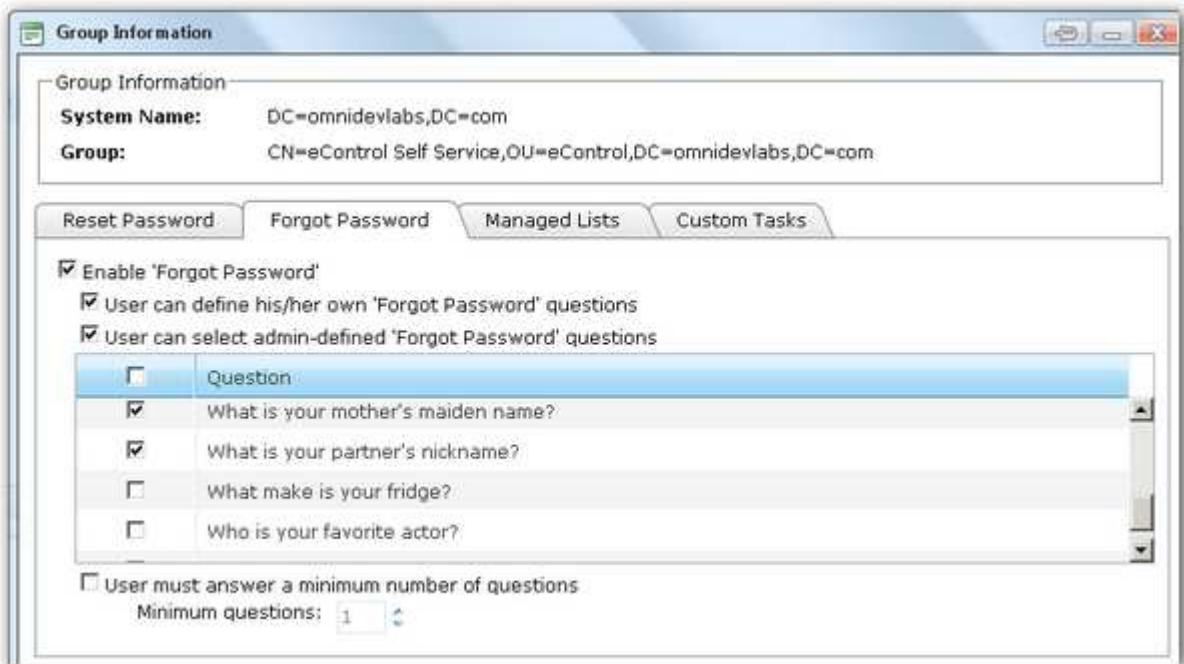 Group Information
Group Information
System Name: DC=omnidevlabs,DC=com
Group: CN=eControl Self Service,OU=eControl,DC=omnidevlabs,DC=com
Reset Password Forgot Password Managed Lists Custom Tasks
Enable 'Forgot Password'
User can define his/her own 'Forgot Password' questions
User can select admin-defined 'Forgot Password' questions
Question
What is your mother's maiden name?
What is your partner's nickname?
What make is your fridge?
Who is your favorite actor?
User must answer a minimum number of questions
Minimum questions: 1